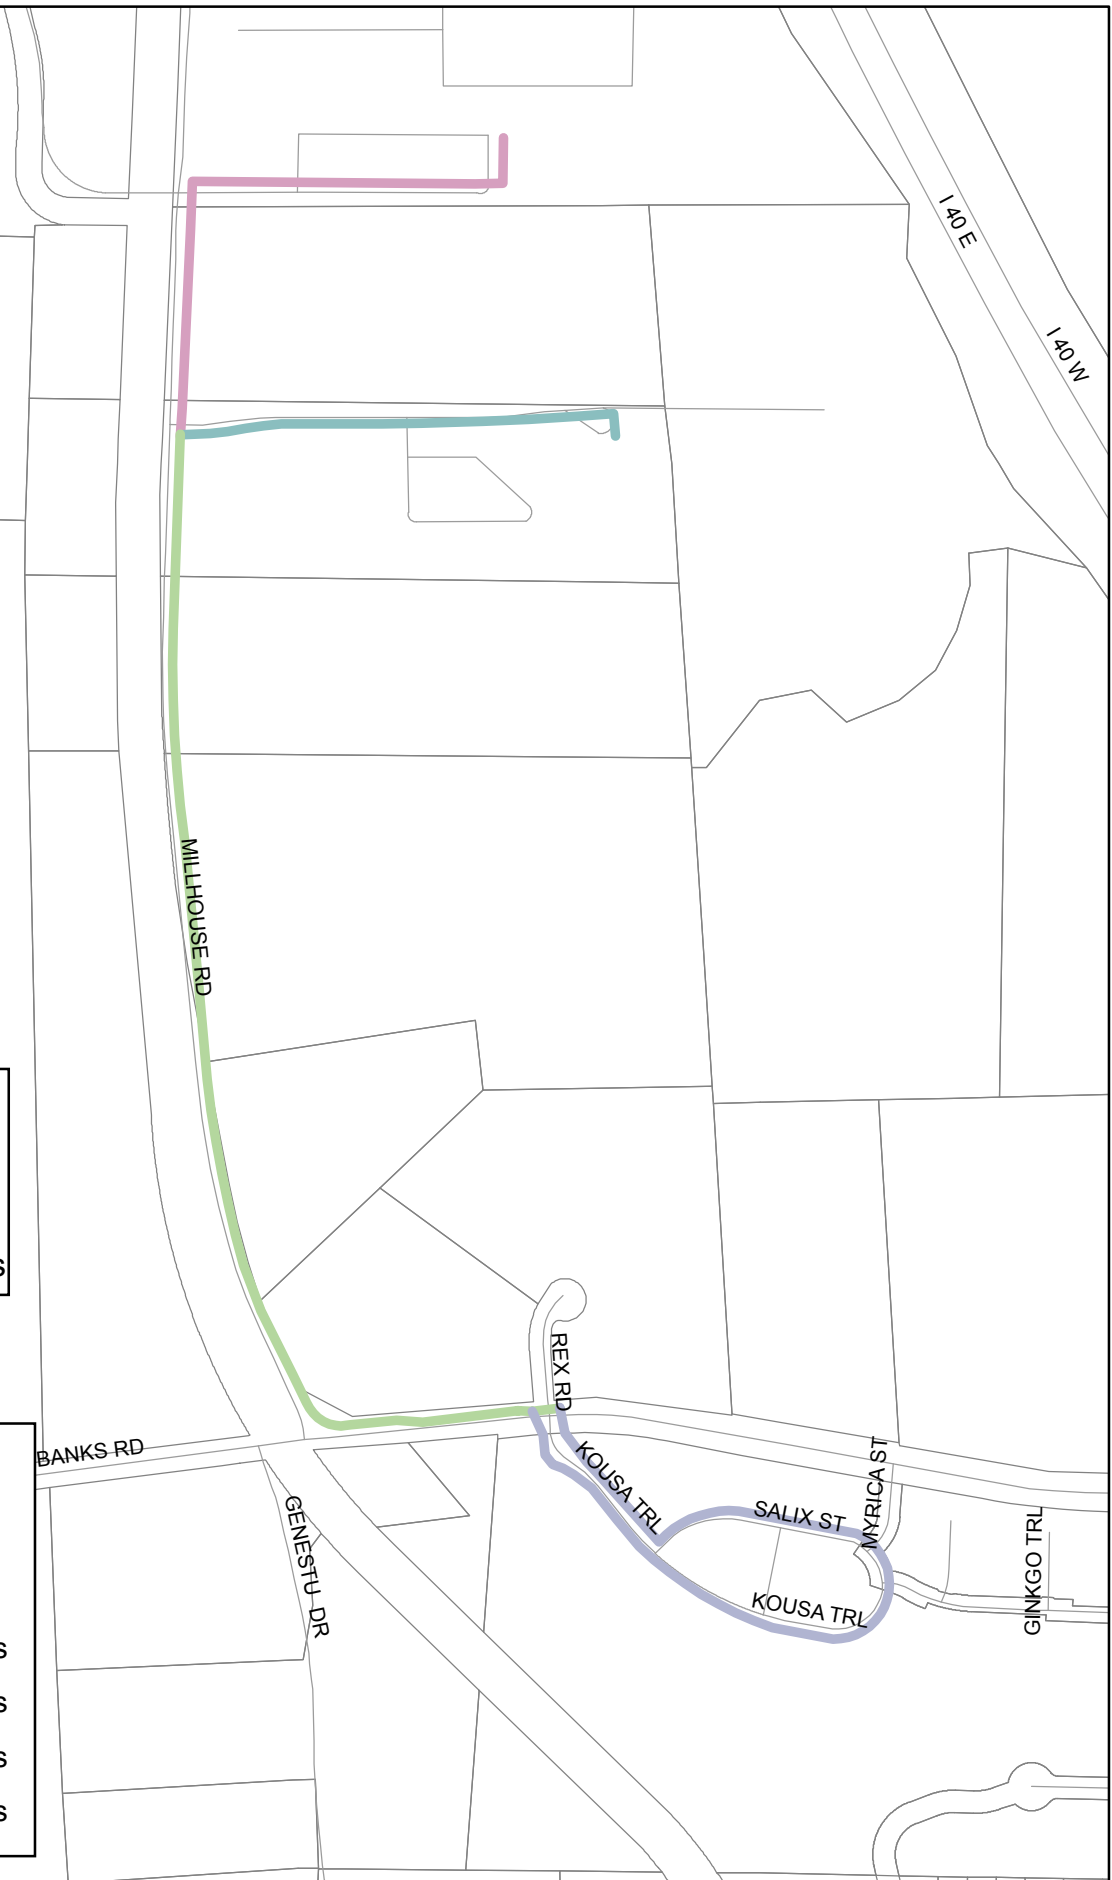 I 40 E
I 40 W
MILLHOUSE RD
s
REX RD
BANKS RD
KOUSA TRL
SALIX ST
MYRICA ST
GENESTU DR
GINKGO TRL
KOUSA TRL
s
s
s
s